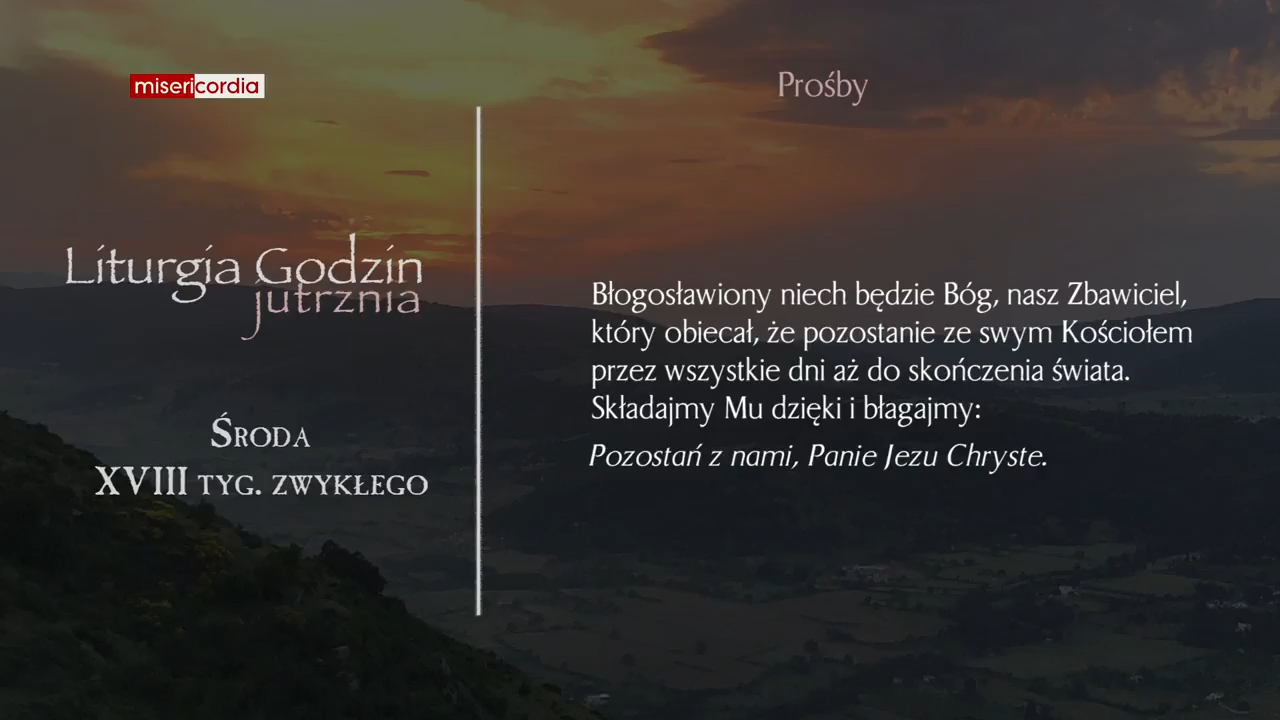 misericordia
Liturgia Godzin
jutrznia
Środa
XVIII tyg. zwykłego
Prośby
Błogosławiony niech będzie Bóg, nasz Zbawiciel,
który obiecał, że pozostanie ze swym Kościołem
przez wszystkie dni aż do skończenia świata.
Składajmy Mu dzięki i błagajmy:
Pozostań z nami, Panie Jezu Chryste.